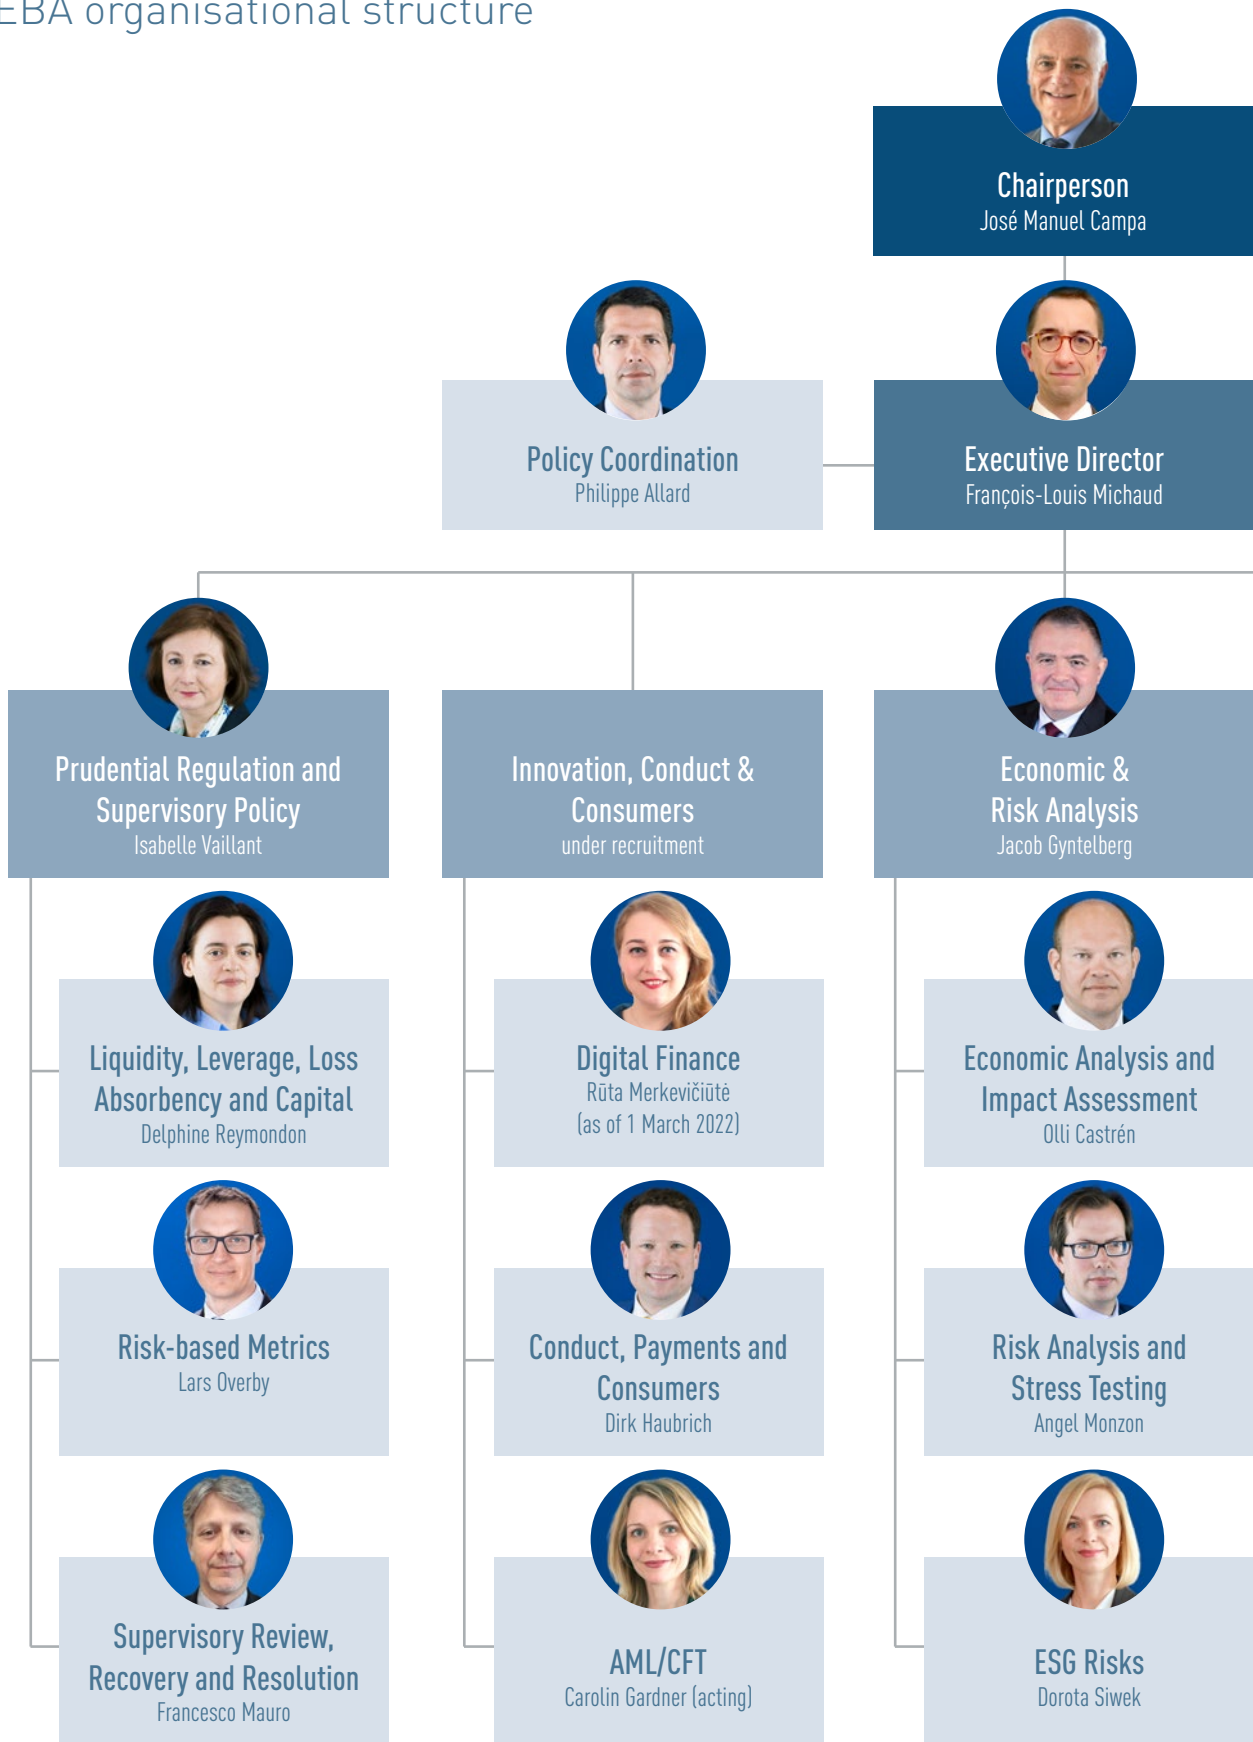 EBA organisational structure
Chairperson
José Manuel Campa
Policy Coordination
Philippe Allard
Executive Director
François-Louis Michaud
Prudential Regulation and
Supervisory Policy
Isabelle Vaillant
Innovation, Conduct &
Consumers
under recruitment
Economic &
Risk Analysis
Jacob Gyntelberg
Liquidity, Leverage, Loss
Absorbency and Capital
Delphine Reymondon
Digital Finance
Rūta Merkevičiūtė
(as of 1 March 2022)
Economic Analysis and
Impact Assessment
Olli Castrén
Risk-based Metrics
Lars Overby
Conduct, Payments and
Consumers
Dirk Haubrich
Risk Analysis and
Stress Testing
Angel Monzon
Supervisory Review,
Recovery and Resolution
Francesco Mauro
AML/CFT
Carolin Gardner (acting)
ESG Risks
Dorota Siwek